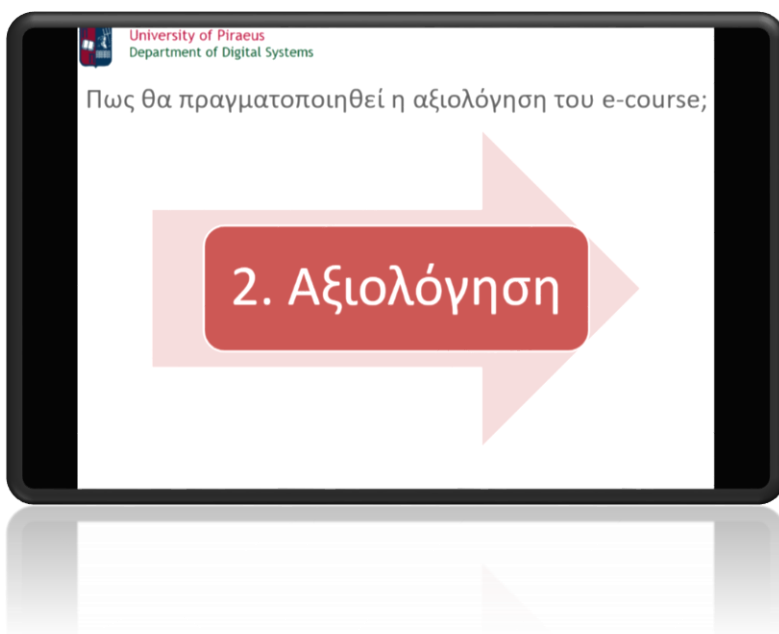 University of Piraeus
Department of Digital Systems
Πως θα πραγματοποιηθεί η αξιολόγηση του e-course;
2. Αξιολόγηση